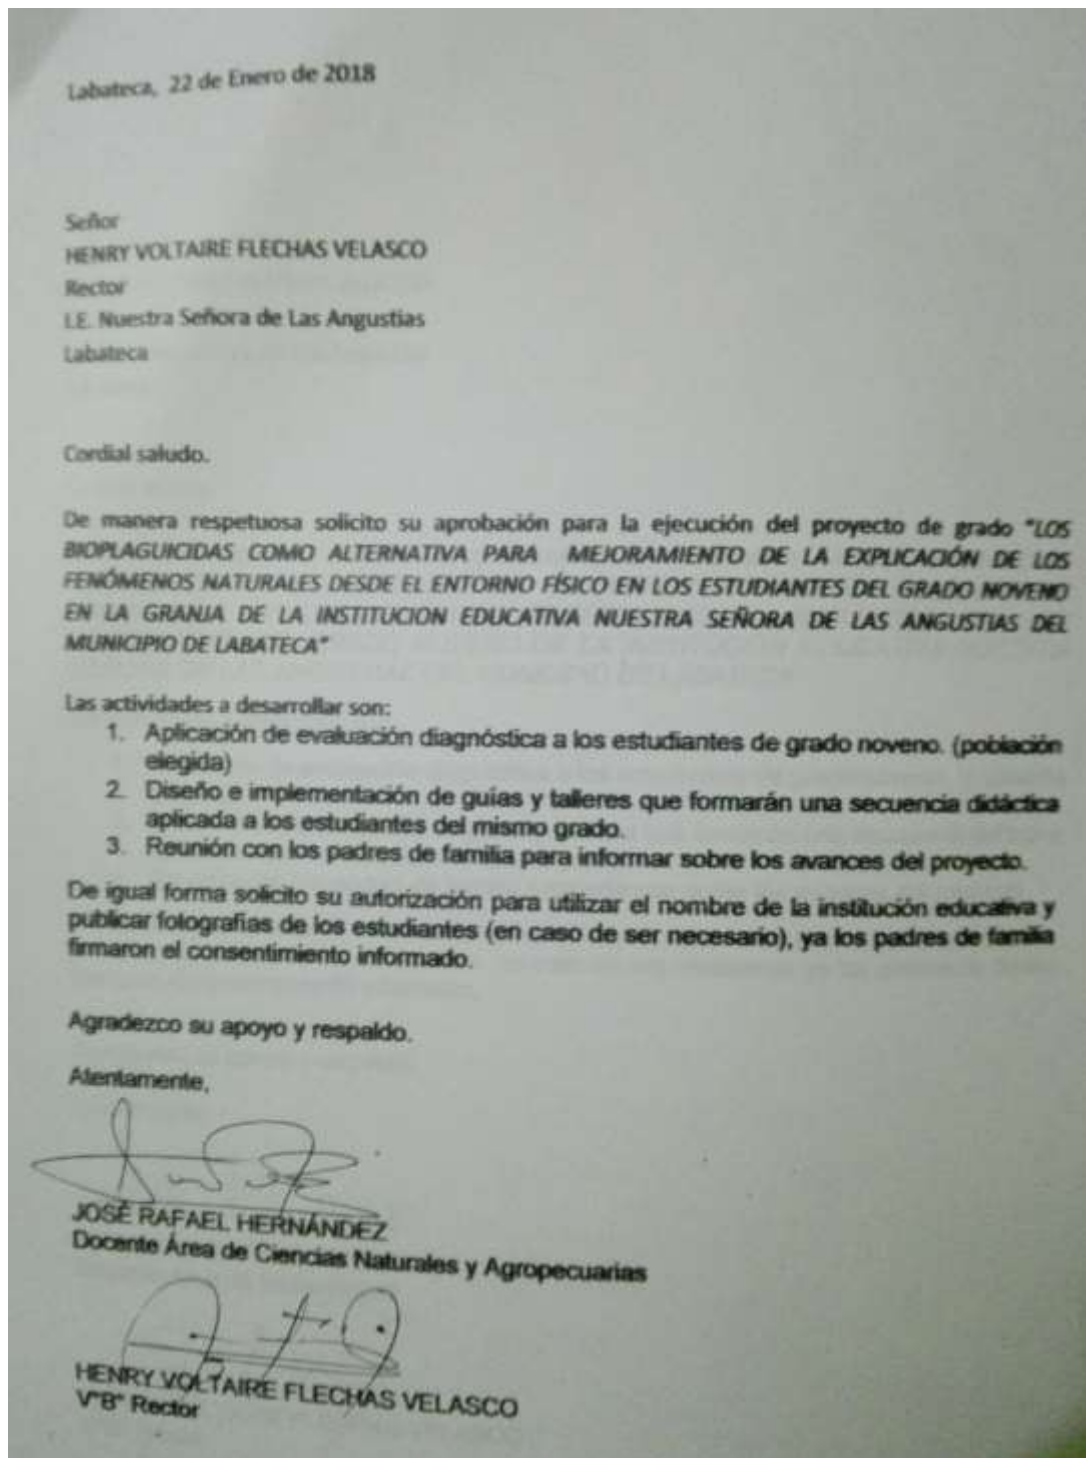 Labateca, 22 de Enero de 2018
Señor
HENRY VOLTAIRE FLECHAS VELASCO
Rector
I.E. Nuestra Señora de Las Angustias
Labateca
Cordial saludo.
De manera respetuosa solicito su aprobación para la ejecución del proyecto de grado "LOS
BIOPLAGUICIDAS COMO ALTERNATIVA PARA MEJORAMIENTO DE LA EXPLICACIÓN DE LOS
FENÓMENOS NATURALES DESDE EL ENTORNO FÍSICO EN LOS ESTUDIANTES DEL GRADO NOVENO
EN LA GRANJA DE LA INSTITUCION EDUCATIVA NUESTRA SEÑORA DE LAS ANGUSTIAS DEL
MUNICIPIO DE LABATECA"
Las actividades a desarrollar son:
1. Aplicación de evaluación diagnóstica a los estudiantes de grado noveno. (población
elegida)
2. Diseño e implementación de guías y talleres que formarán una secuencia didáctica
aplicada a los estudiantes del mismo grado.
3. Reunión con los padres de familia para informar sobre los avances del proyecto.
De igual forma solicito su autorización para utilizar el nombre de la institución educativa y
publicar fotografías de los estudiantes (en caso de ser necesario), ya los padres de familia
firmaron el consentimiento informado.
Agradezco su apoyo y respaldo.
Atentamente,
JOSÉ RAFAEL HERNÁNDEZ
Docente Área de Ciencias Naturales y Agropecuarias
HENRY VOLTAIRE FLECHAS VELASCO
V°B° Rector